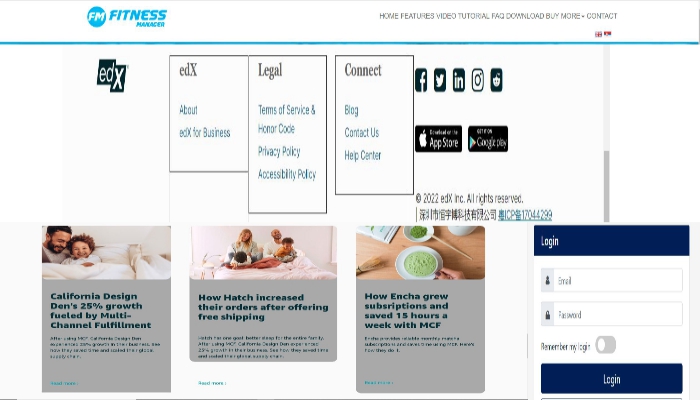 FM FITNESS
MANAGER
HOME FEATURES VIDEO TUTORIAL FAQ DOWNLOAD BUY MORE CONTACT
edX
edX
About
edX for Business
Legal
Terms of Service &
Honor Code
Privacy Policy
Accessibility Policy
Connect
Blog
Contact Us
Help Center
Download on the
App Store
GET IT ON
Google play
© 2022 edX Inc. All rights reserved.
| 深圳市恒宇博科技有限公司 粤ICP备17044299
California Design
Den's 25% growth
fueled by Multi-
Channel Fulfillment
After using MCF California Design Den
experienced 25% growth in their business. See
how they saved time and scaled their global
supply chain.
Read more ›
How Hatch increased
their orders after offering
free shipping
Hatch has one goal: better sleep for the entire family.
After using MCF California Design Den experienced
25% growth in their business. See how they saved time
and scaled their global supply chain.
Read more ›
How Encha grew
subsriptions and
saved 15 hours a
week with MCF
Encha provides reliable monthly matcha
subscriptions and saves time using MCF. Here's
how they do it.
Read more ›
Login
Email
Password
Remember my login
Login